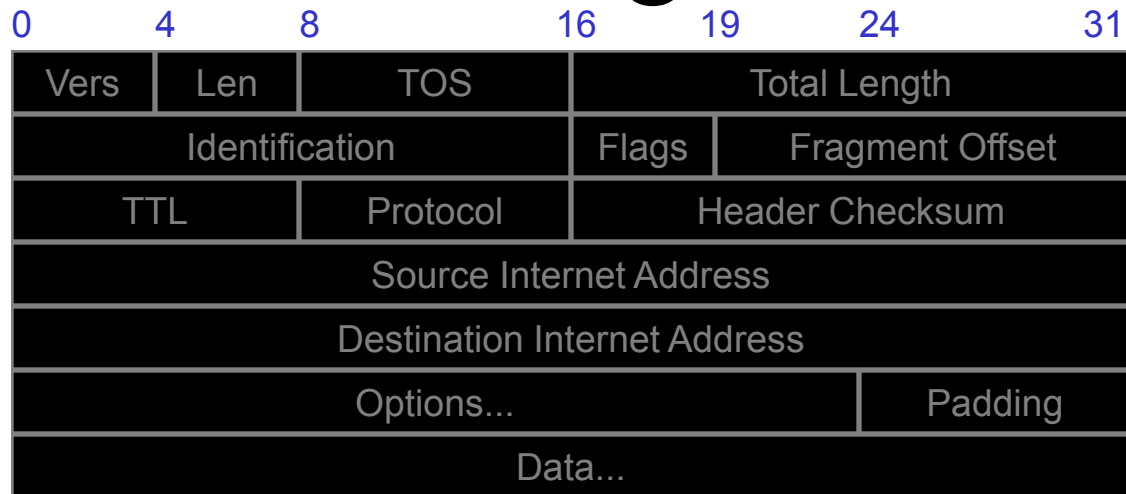 0 4 8 16 19 24 31
Vers Len TOS Total Length
Identification Flags Fragment Offset
TTL Protocol Header Checksum
Source Internet Address
Destination Internet Address
Options... Padding
Data...